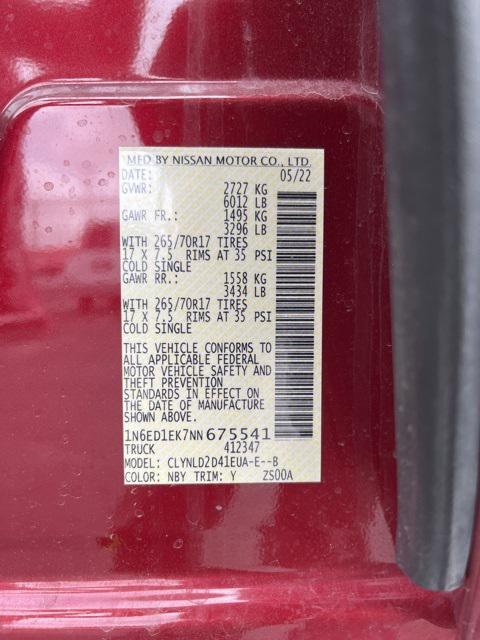 MFD BY NISSAN MOTOR CO., LTD.
DATE: 05/22
GVWR: 2727 KG
6012 LB
GAWR FR.: 1495 KG
3296 LB
WITH 265/70R17 TIRES
17 X 7.5 RIMS AT 35 PSI
COLD SINGLE
GAWR RR.: 1558 KG
3434 LB
WITH 265/70R17 TIRES
17 X 7.5 RIMS AT 35 PSI
COLD SINGLE
THIS VEHICLE CONFORMS TO
ALL APPLICABLE FEDERAL
MOTOR VEHICLE SAFETY AND
THEFT PREVENTION
STANDARDS IN EFFECT ON
THE DATE OF MANUFACTURE
SHOWN ABOVE.
1N6ED1EK7NN675541
TRUCK 412347
MODEL: CLYNLD2D41EUA-E--B
COLOR: NBY TRIM: Y ZS00A